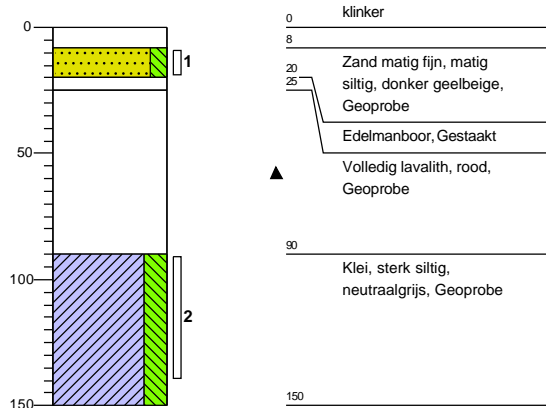 0
50
100
150
1
2
0
klinker
8
Zand matig fijn, matig
siltig, donker geelbeige,
Geoprobe
20
25
Edelmanboor, Gestaakt
Volledig lavalith, rood,
Geoprobe
90
Klei, sterk siltig,
neutraalgrijs, Geoprobe
150